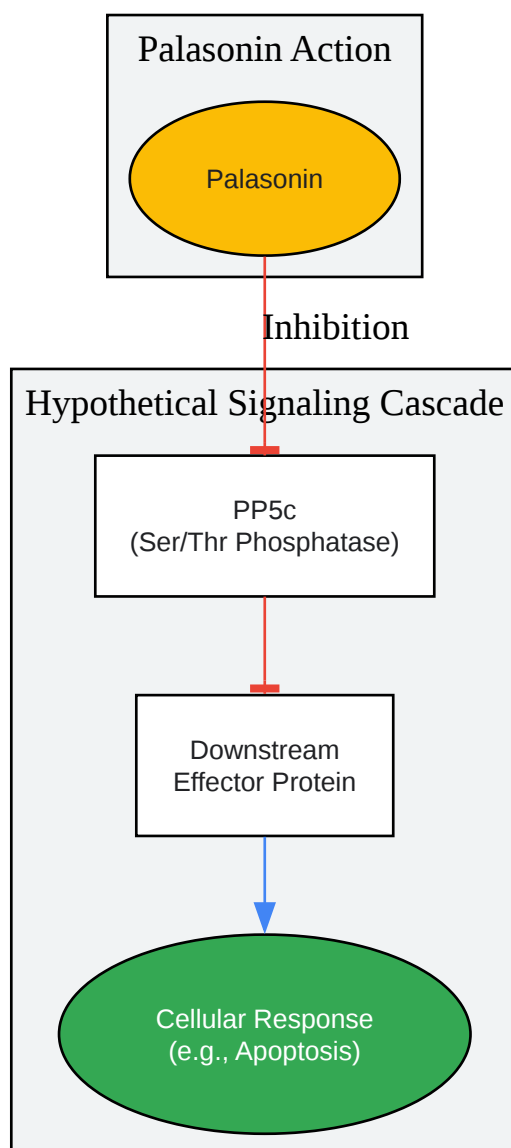 Palasonin Action
Palasonin
Inhibition
Hypothetical Signaling Cascade
PP5c
(Ser/Thr Phosphatase)
Downstream
Effector Protein
Cellular Response
(e.g., Apoptosis)